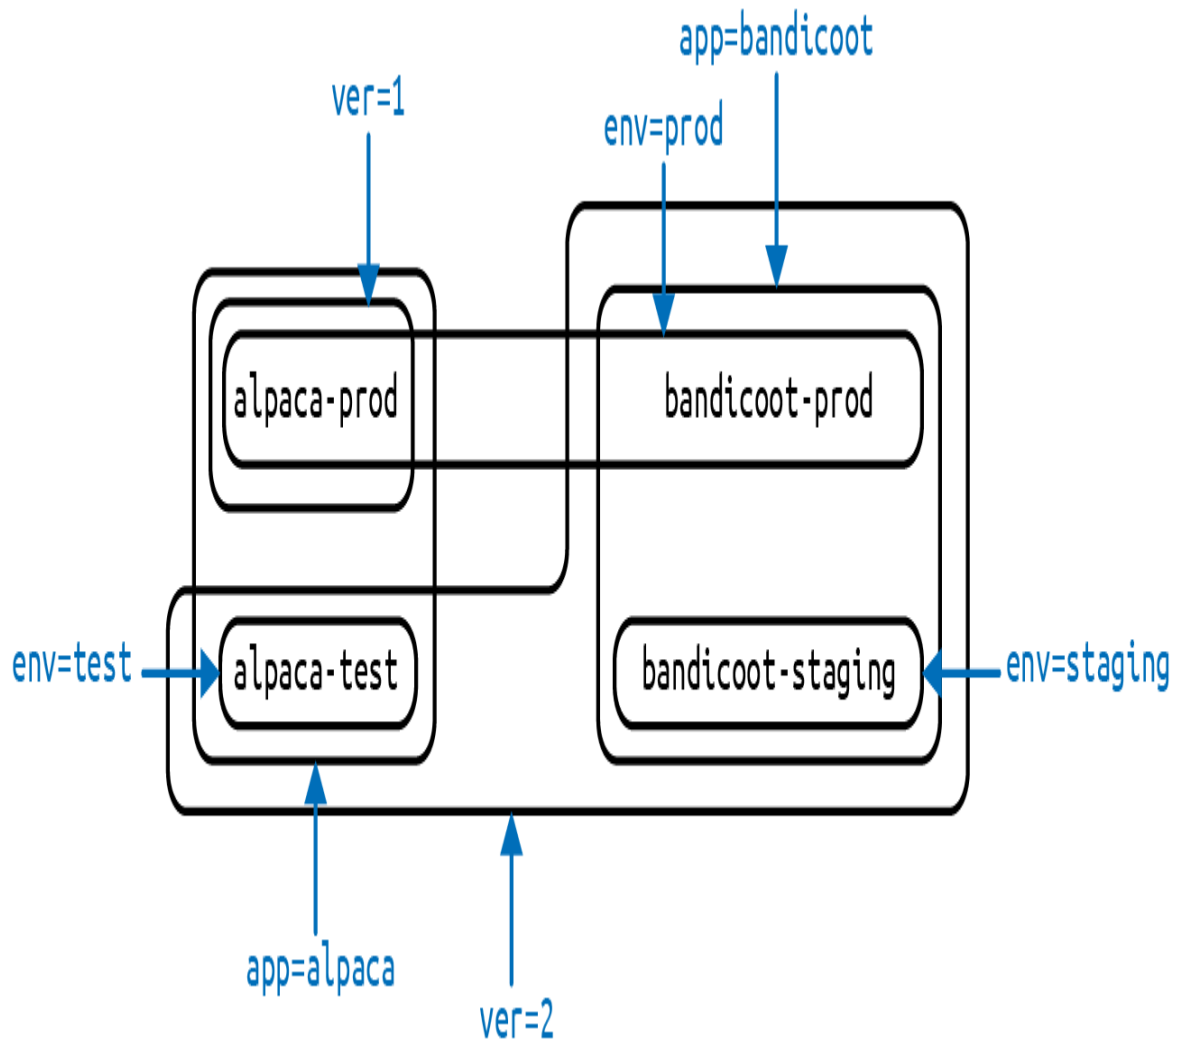 app=bandicoot
ver=1
env=prod
alpaca-prod
bandicoot-prod
env=test
alpaca-test
bandicoot-staging
env=staging
app=alpaca
ver=2